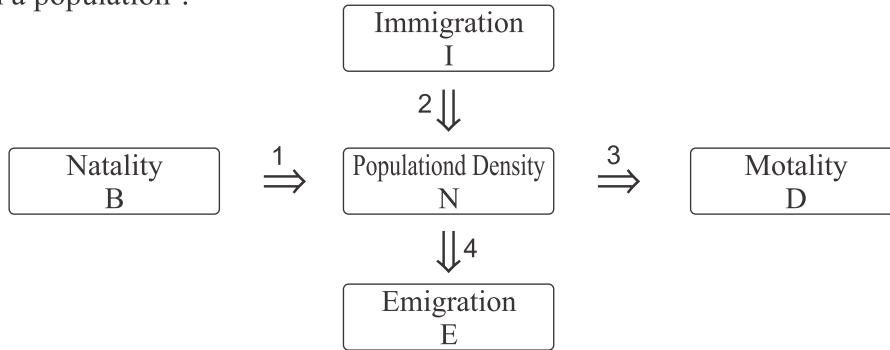 a population ?
Immigration
I
2
Natality
B
1
Populationd Density
N
3
Motality
D
4
Emigration
E